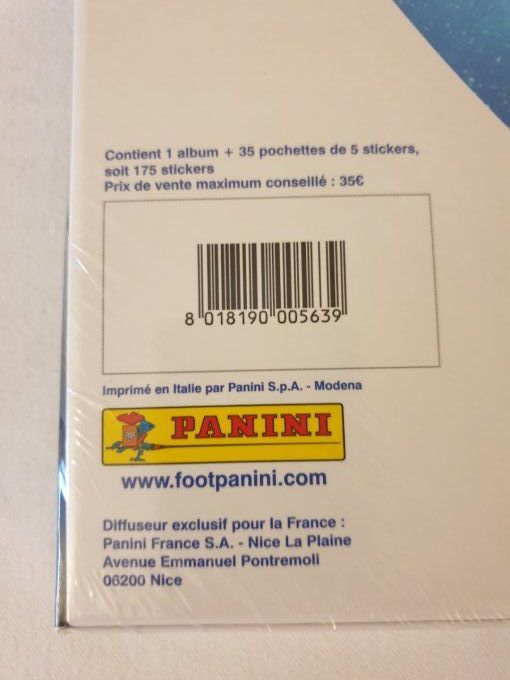 Contient 1 album + 35 pochettes de 5 stickers,
soit 175 stickers
Prix de vente maximum conseillé : 35€
8 018190 005639
Imprimé en Italie par Panini S.p.A. - Modena
PANINI
www.footpanini.com
Diffuseur exclusif pour la France :
Panini France S.A. - Nice La Plaine
Avenue Emmanuel Pontremoli
06200 Nice